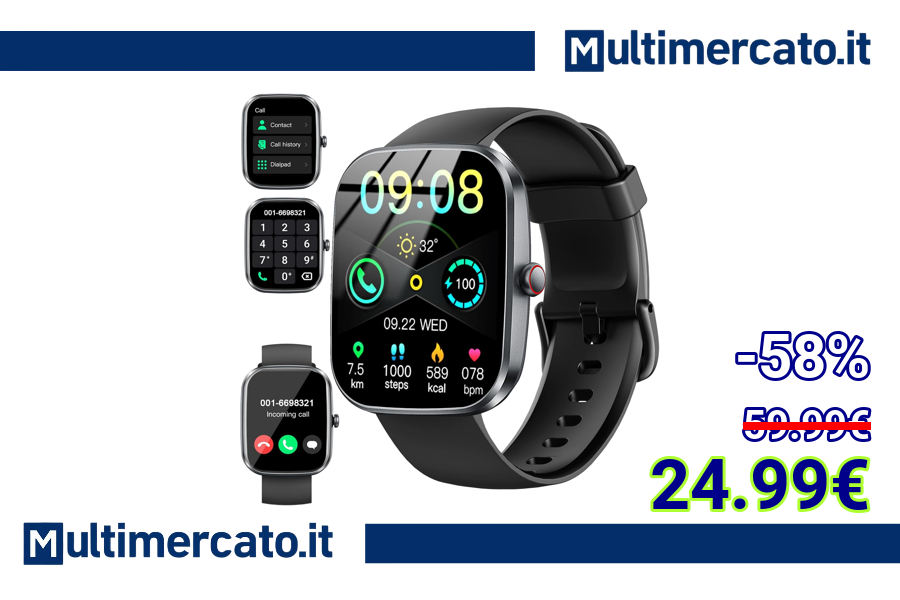 Multimercato.it
Call
Contact
Call history
Dialpad
001-6698321
1 2 3
4 5 6
7* 8 9#
0+
001-6698321
Incoming call
09:08
32°
100
09.22 WED
7.5 1000 589 078
km steps kcal bpm
-58%
59.99€
24.99€
Multimercato.it